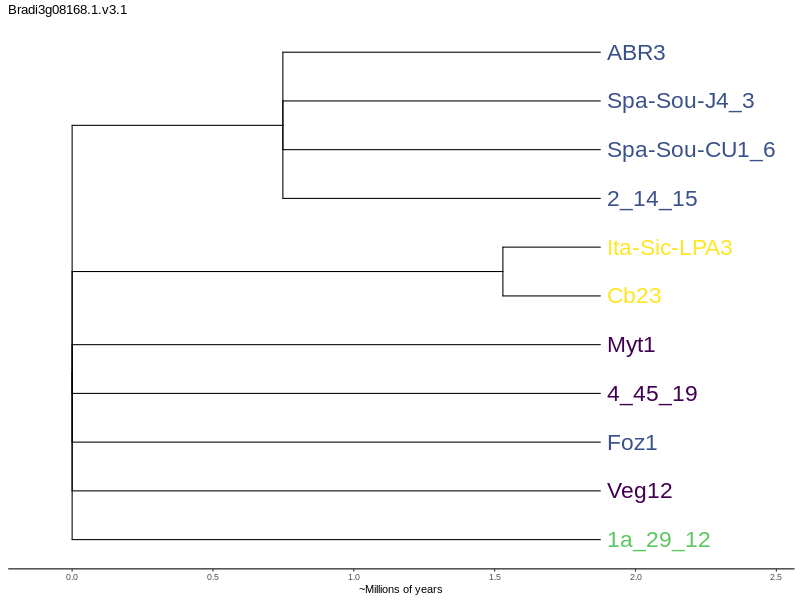 Bradi3g08168.1.v3.1
ABR3
Spa-Sou-J4_3
Spa-Sou-CU1_6
2_14_15
Ita-Sic-LPA3
Cb23
Myt1
4_45_19
Foz1
Veg12
1a_29_12
0.0 0.5 1.0 1.5 2.0 2.5
~Millions of years